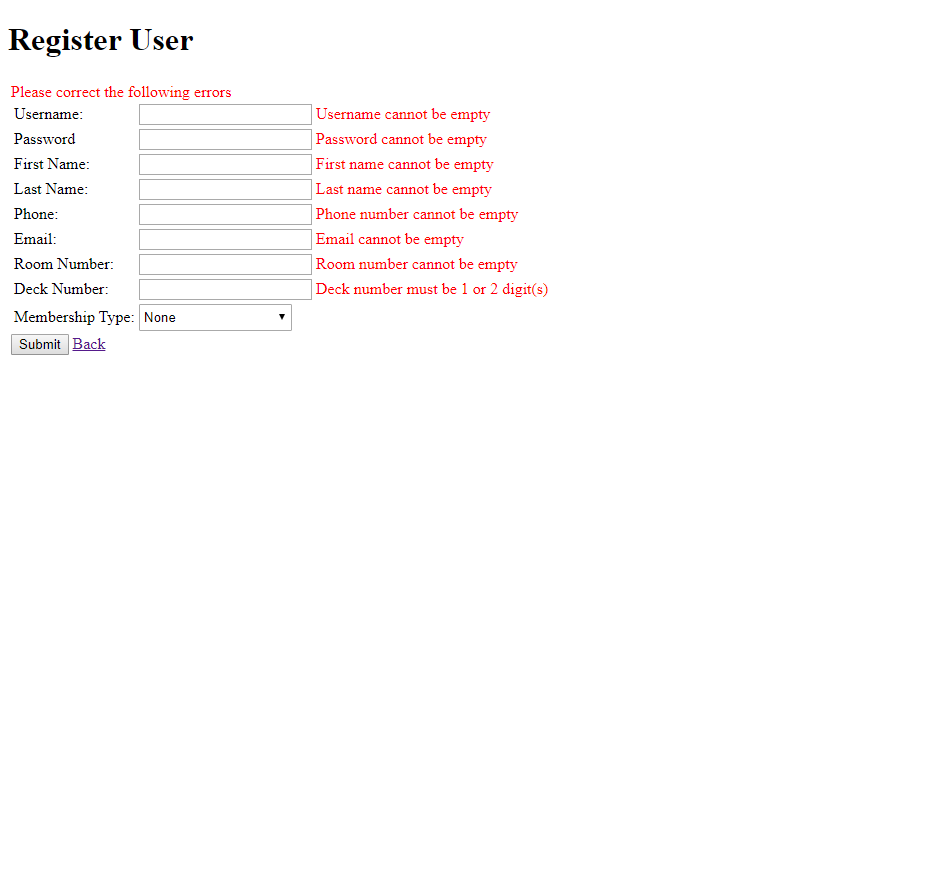 Register User
Please correct the following errors
Username: Username cannot be empty
Password Password cannot be empty
First Name: First name cannot be empty
Last Name: Last name cannot be empty
Phone: Phone number cannot be empty
Email: Email cannot be empty
Room Number: Room number cannot be empty
Deck Number: Deck number must be 1 or 2 digit(s)
Membership Type: None
Submit Back